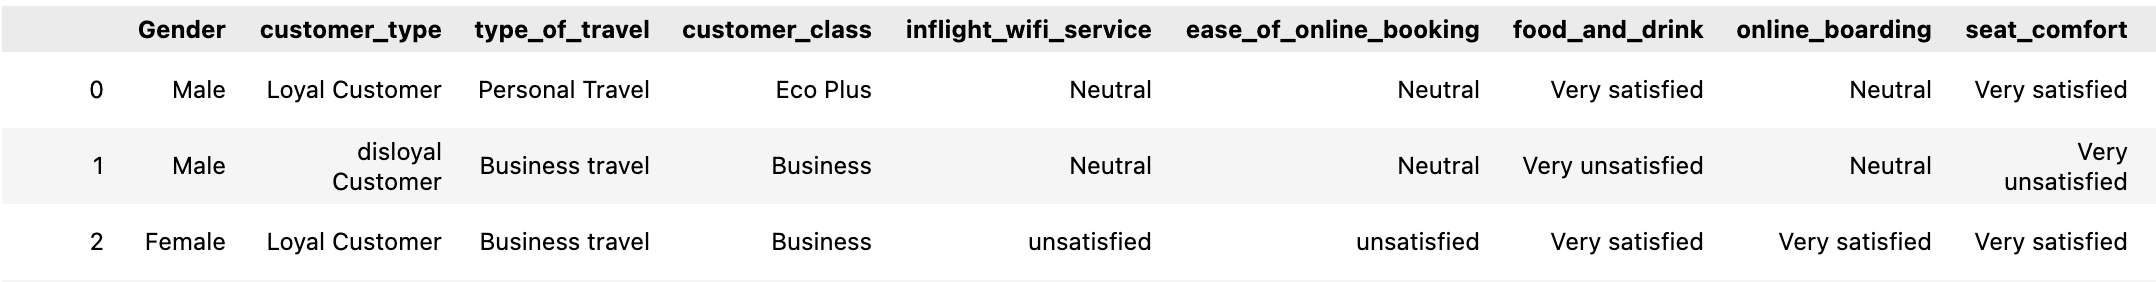 Gender customer_type type_of_travel customer_class inflight_wifi_service ease_of_online_booking food_and_drink online_boarding seat_comfort
0 Male Loyal Customer Personal Travel Eco Plus Neutral Neutral Very satisfied Neutral Very satisfied
1 Male disloyal Customer Business travel Business Neutral Neutral Very unsatisfied Neutral Very unsatisfied
2 Female Loyal Customer Business travel Business unsatisfied unsatisfied Very satisfied Very satisfied Very satisfied